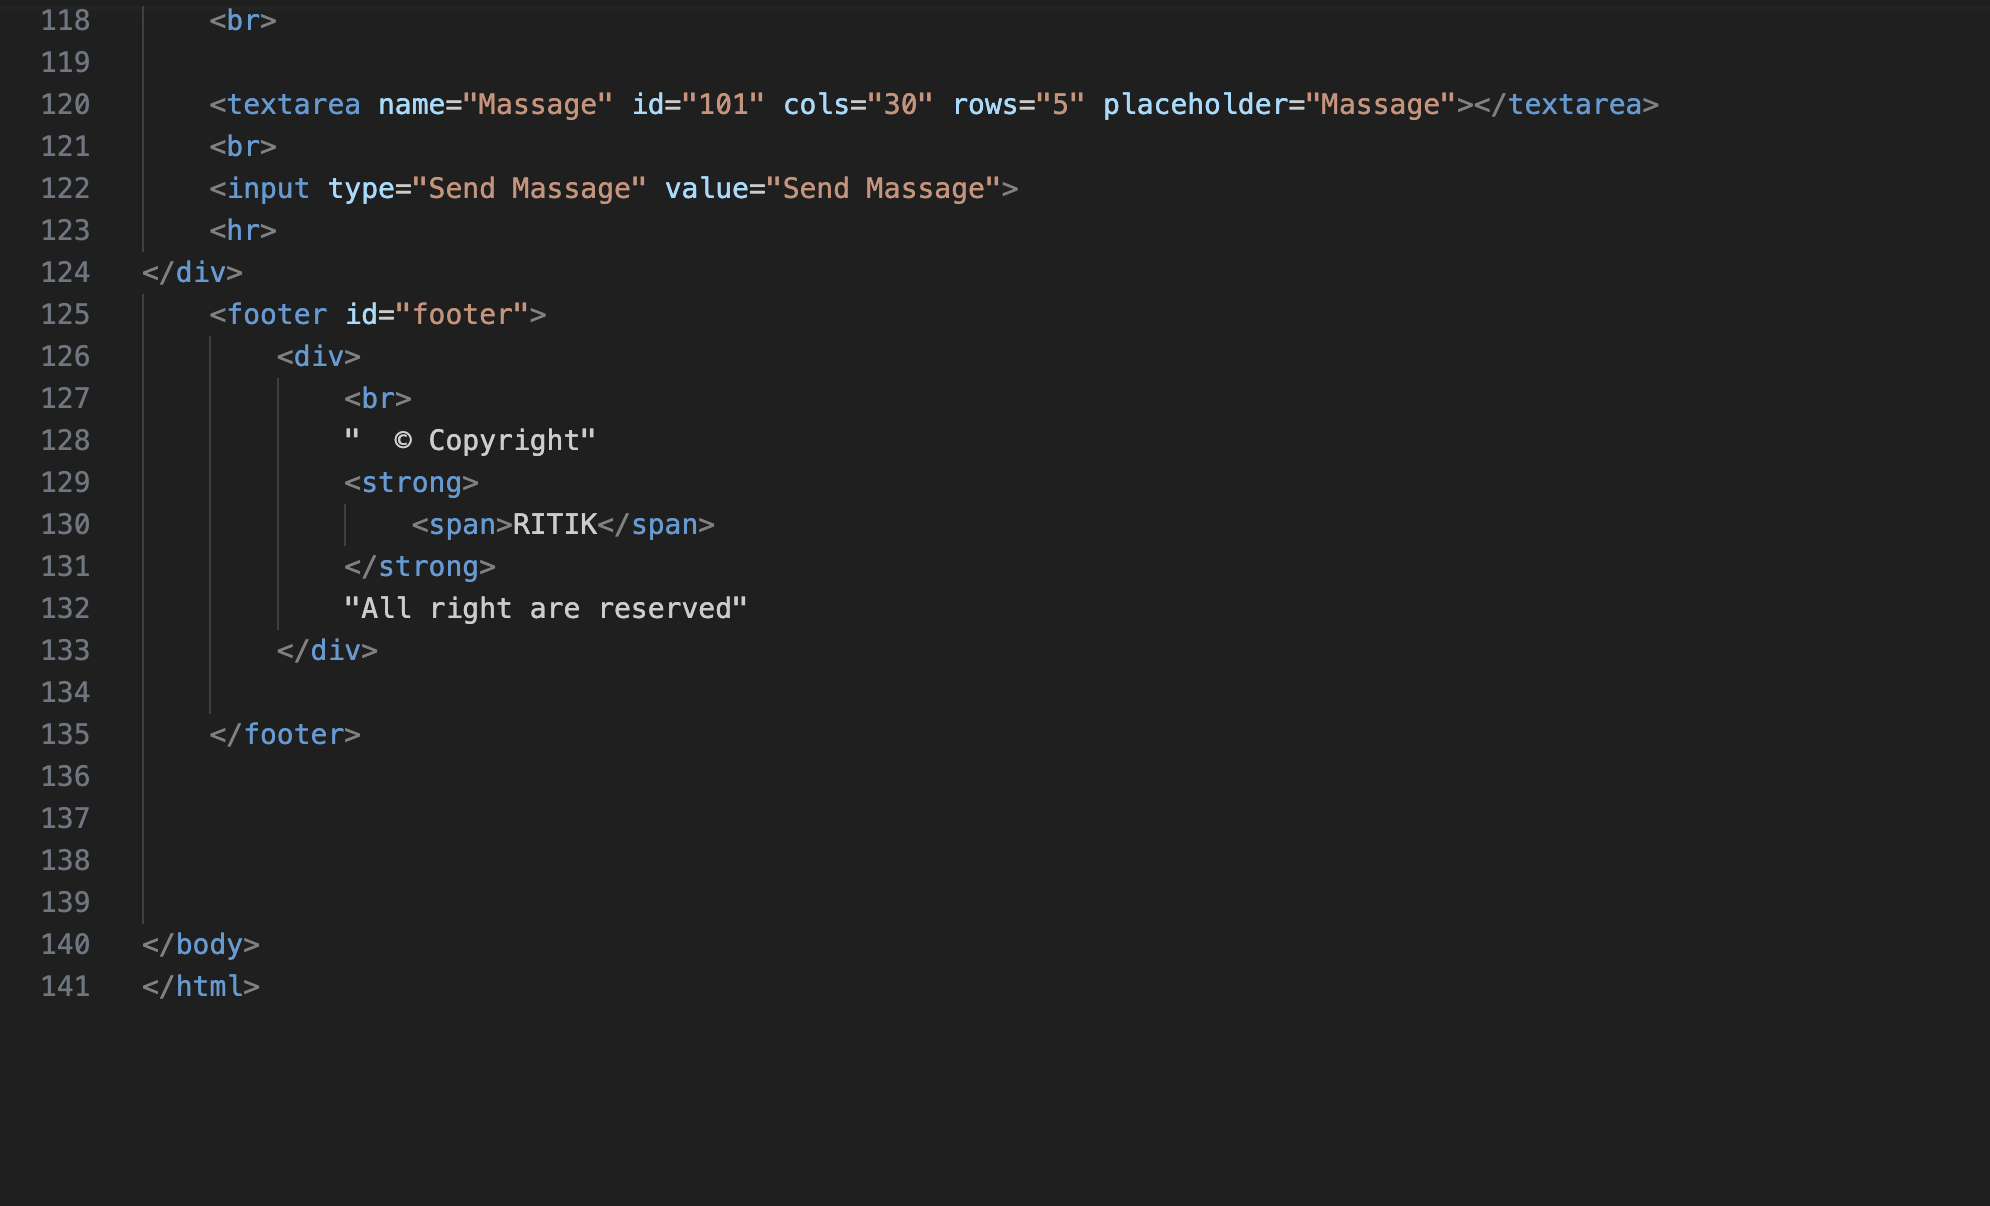 118 <br>
119
120 <textarea name="Massage" id="101" cols="30" rows="5" placeholder="Massage"></textarea>
121 <br>
122 <input type="Send Massage" value="Send Massage">
123 <hr>
124 </div>
125 <footer id="footer">
126 <div>
127 <br>
128 "  © Copyright"
129 <strong>
130 <span>RITIK</span>
131 </strong>
132 "All right are reserved"
133 </div>
134
135 </footer>
136
137
138
139
140 </body>
141 </html>